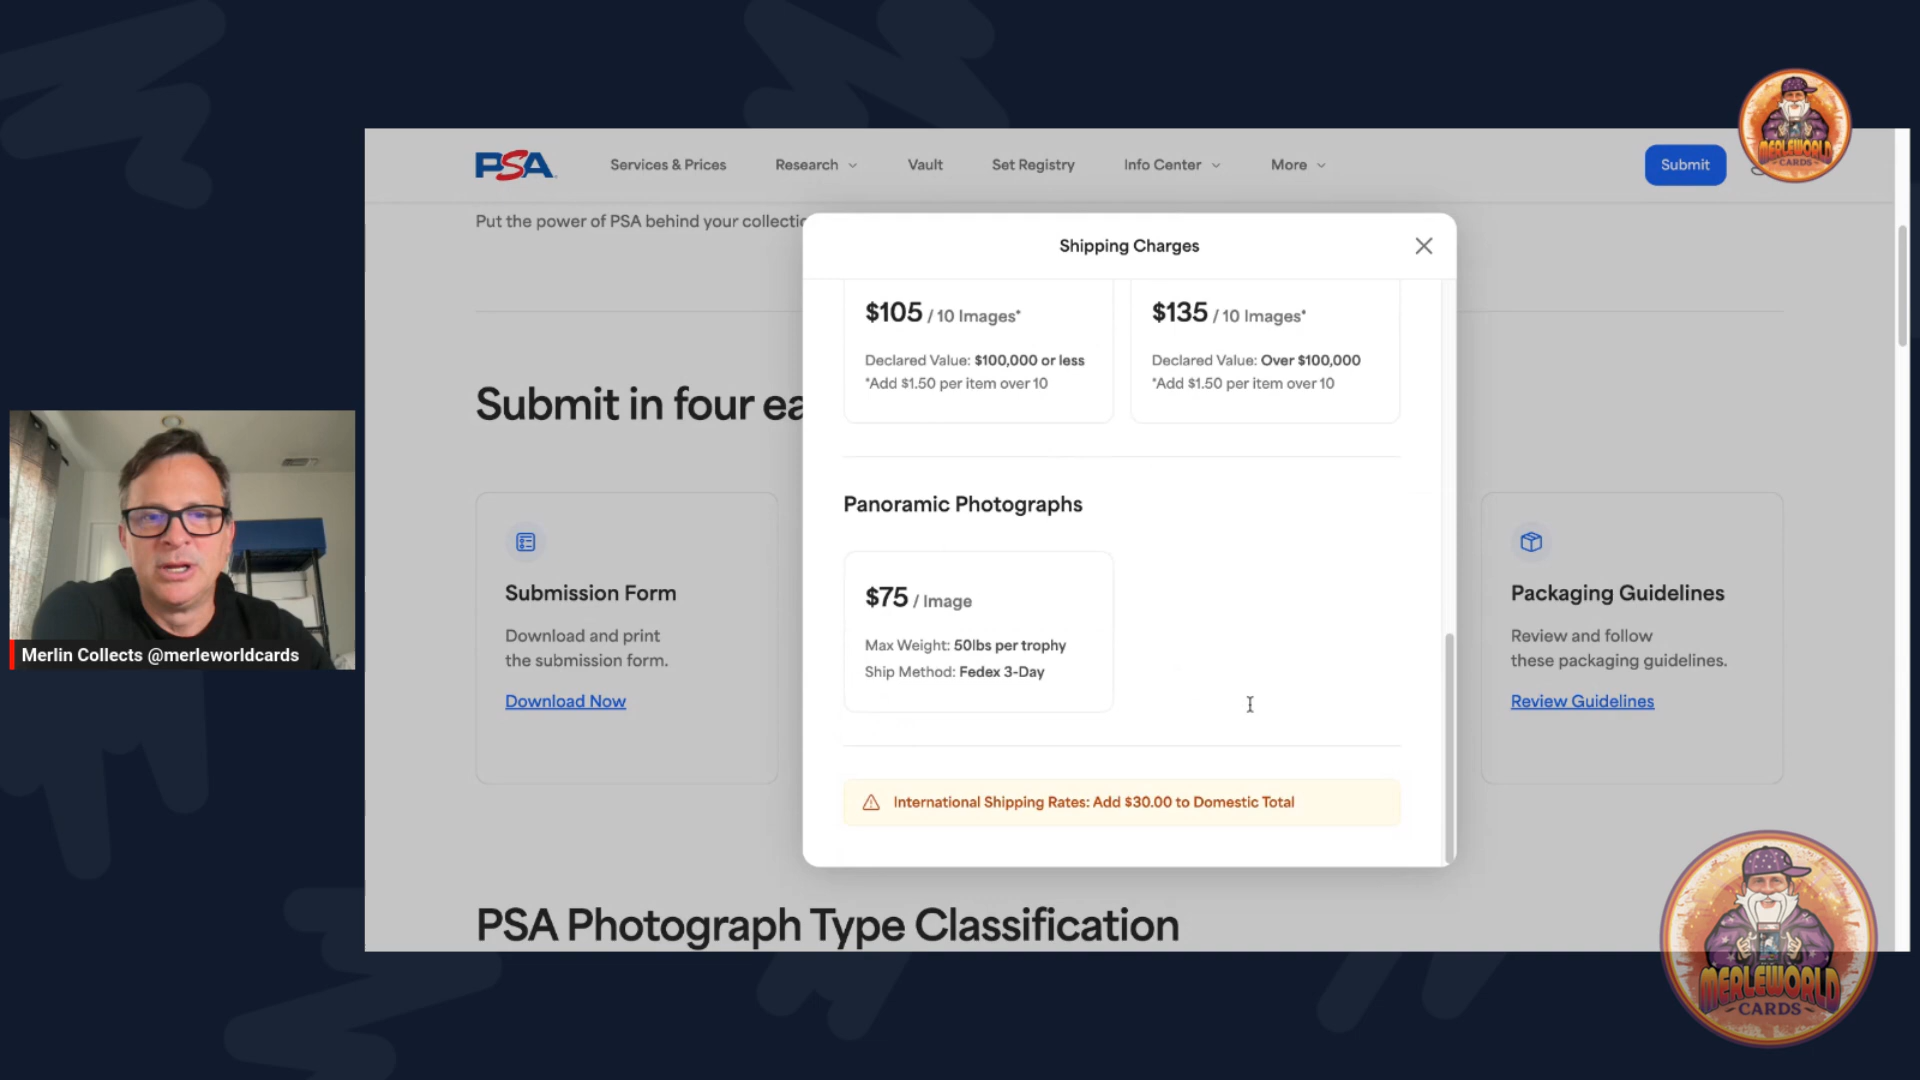 PSA
Services & Prices
Research
Vault
Set Registry
Info Center
More
Submit
MERLEWORLD
CARDS
Put the power of PSA behind your collectio
Shipping Charges
$105 / 10 Images*
Declared Value: $100,000 or less
*Add $1.50 per item over 10
$135 / 10 Images*
Declared Value: Over $100,000
*Add $1.50 per item over 10
Submit in four ea
Panoramic Photographs
$75 / Image
Max Weight: 50lbs per trophy
Ship Method: Fedex 3-Day
Submission Form
Download and print
the submission form.
Download Now
Packaging Guidelines
Review and follow
these packaging guidelines.
Review Guidelines
Merlin Collects @merleworldcards
International Shipping Rates: Add $30.00 to Domestic Total
PSA Photograph Type Classification
MERLEWORLD
CARDS